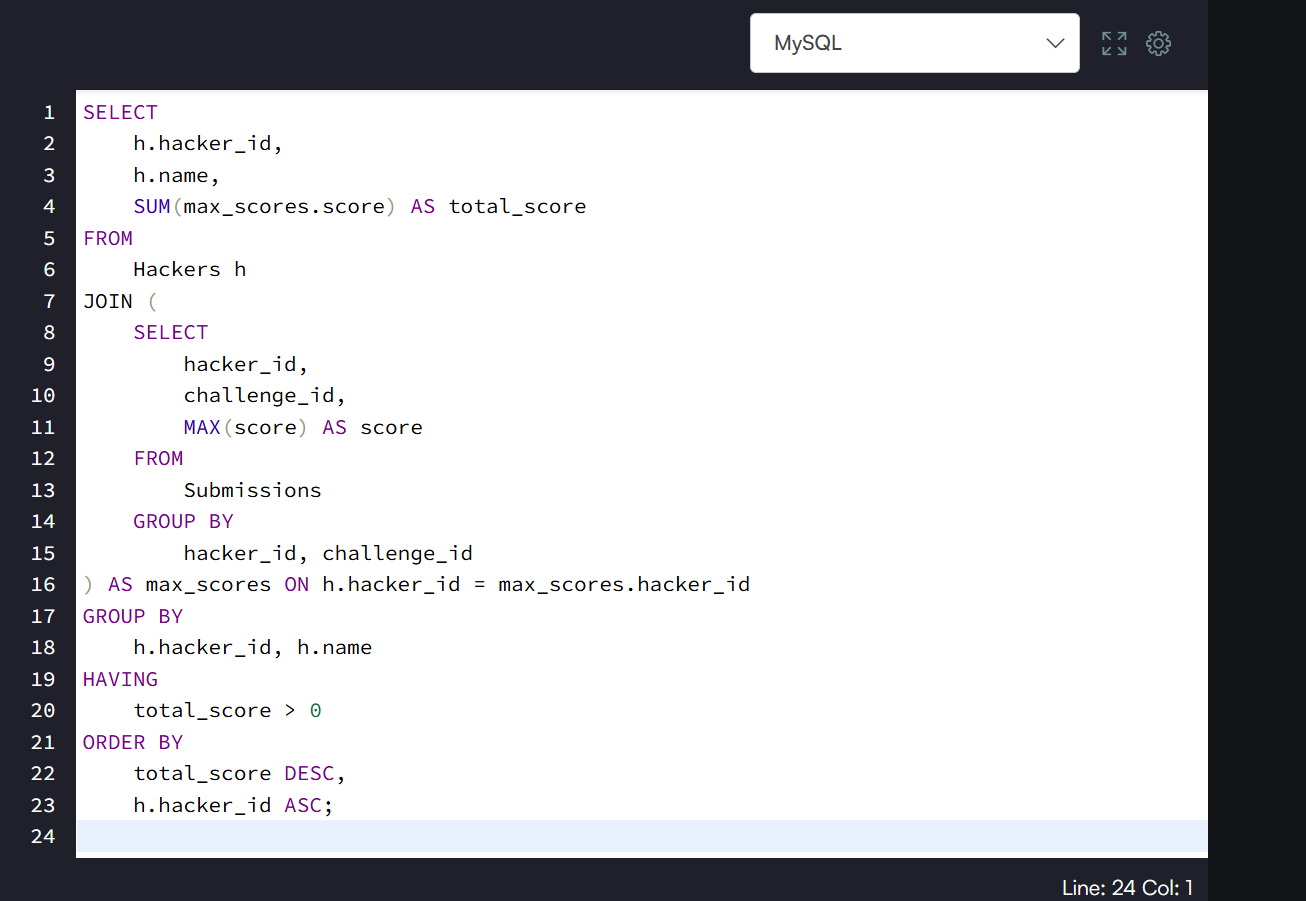 MySQL
1 SELECT
2     h.hacker_id,
3     h.name,
4     SUM(max_scores.score) AS total_score
5 FROM
6     Hackers h
7 JOIN (
8     SELECT
9         hacker_id,
10         challenge_id,
11         MAX(score) AS score
12     FROM
13         Submissions
14     GROUP BY
15         hacker_id, challenge_id
16 ) AS max_scores ON h.hacker_id = max_scores.hacker_id
17 GROUP BY
18     h.hacker_id, h.name
19 HAVING
20     total_score > 0
21 ORDER BY
22     total_score DESC,
23     h.hacker_id ASC;
24
Line: 24 Col: 1